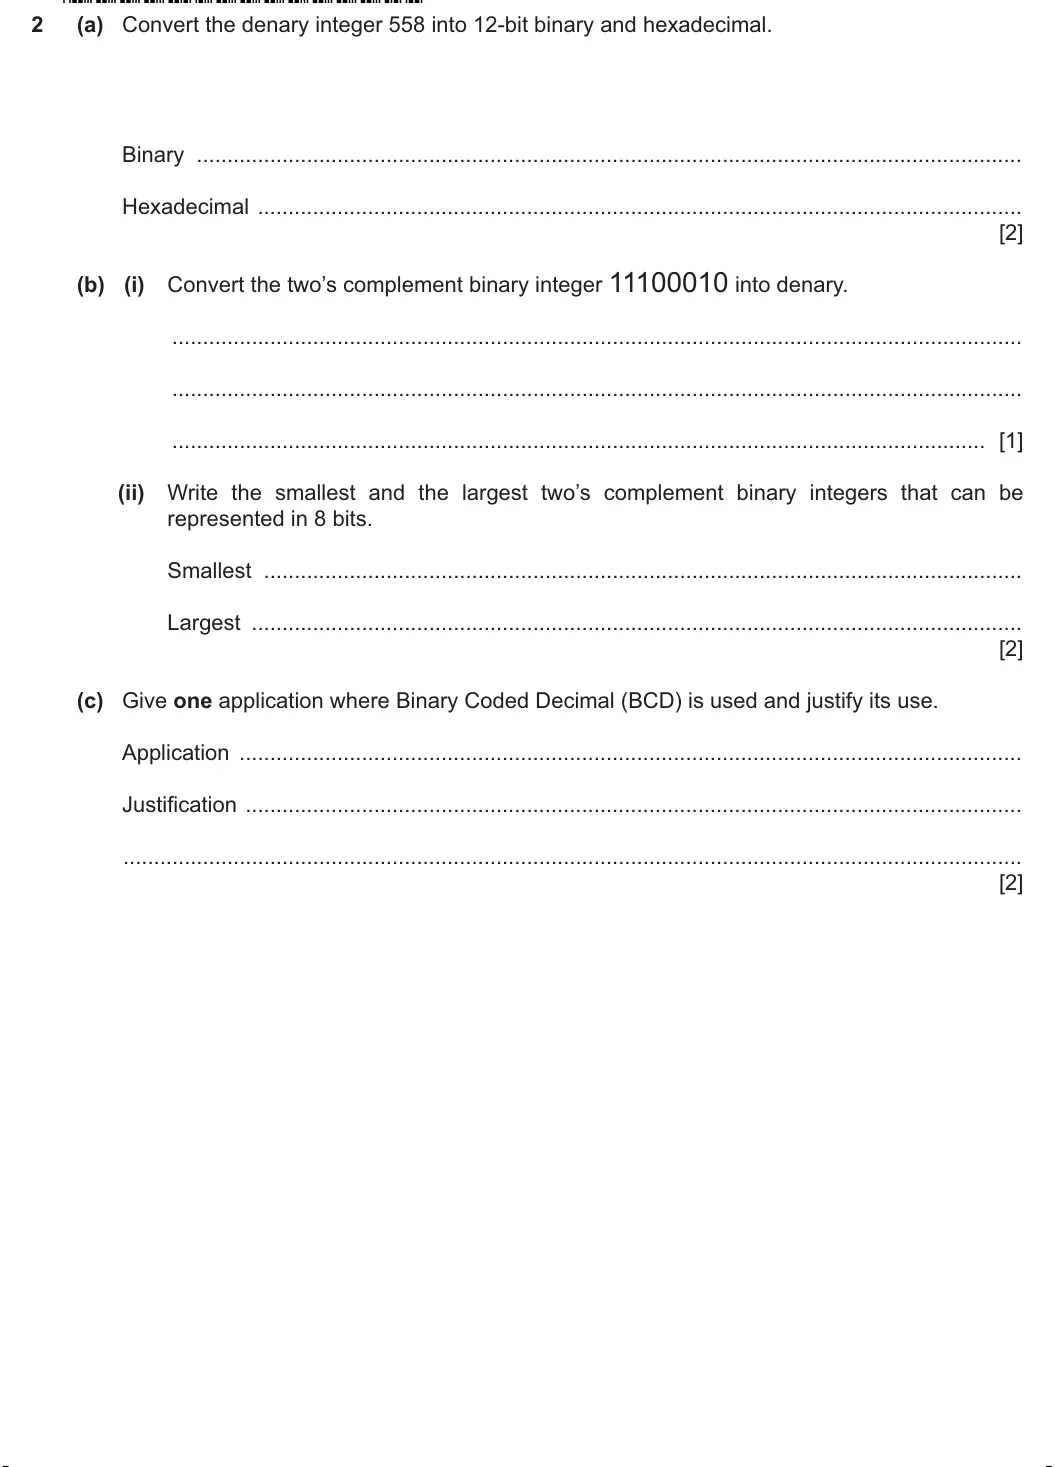 2 (a) Convert the denary integer 558 into 12-bit binary and hexadecimal.
Binary ..........................................................................................................................................
Hexadecimal ...............................................................................................................................
[2]
(b) (i) Convert the two’s complement binary integer 11100010 into denary.
..............................................................................................................................................
..............................................................................................................................................
........................................................................................................................................ [1]
(ii) Write the smallest and the largest two’s complement binary integers that can be
represented in 8 bits.
Smallest ..............................................................................................................................
Largest ................................................................................................................................
[2]
(c) Give one application where Binary Coded Decimal (BCD) is used and justify its use.
Application ..................................................................................................................................
Justification .................................................................................................................................
......................................................................................................................................................
[2]